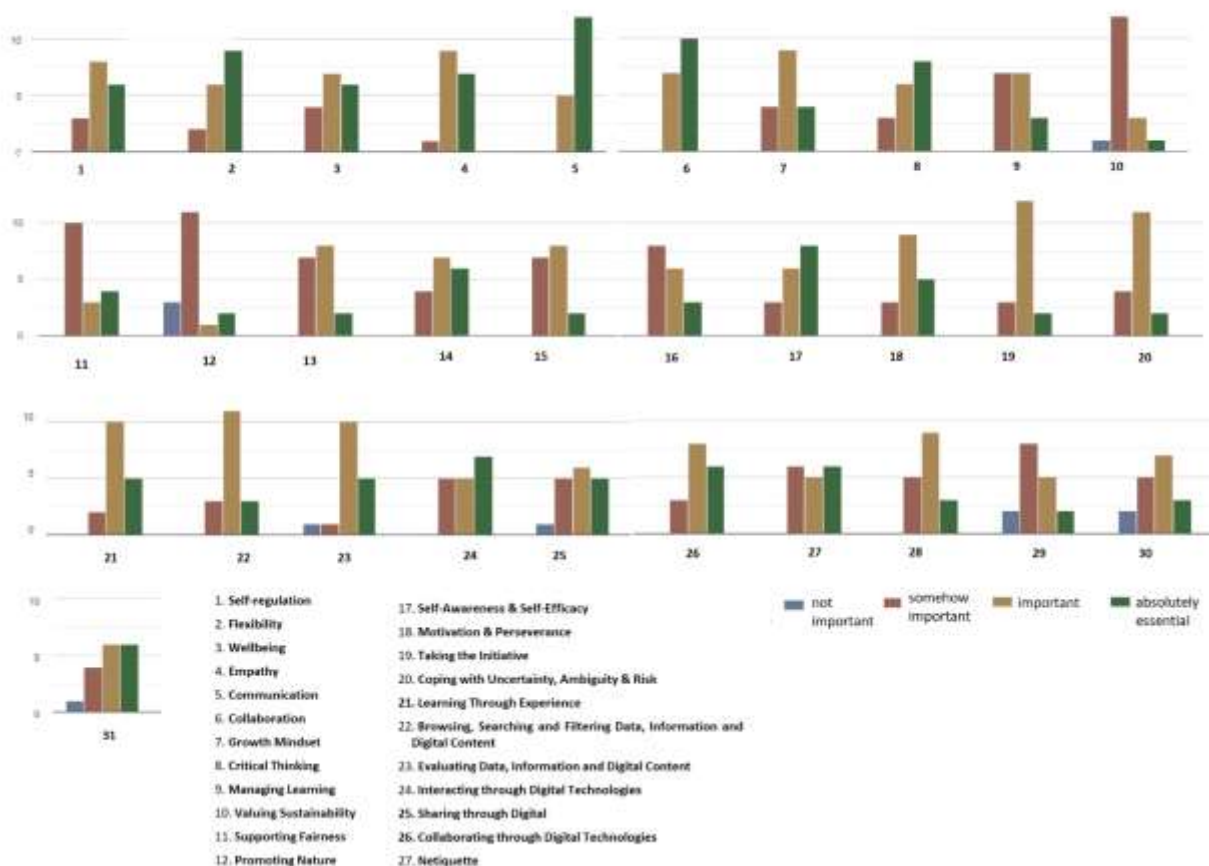 10
5
0
1 2 3 4 5 6 7 8 9 10
10
5
0
11 12 13 14 15 16 17 18 19 20
10
5
0
21 22 23 24 25 26 27 28 29 30
10
5
0
31
not important
somehow important
important
absolutely essential
1. Self-regulation
2. Flexibility
3. Wellbeing
4. Empathy
5. Communication
6. Collaboration
7. Growth Mindset
8. Critical Thinking
9. Managing Learning
10. Valuing Sustainability
11. Supporting Fairness
12. Promoting Nature
17. Self-Awareness & Self-Efficacy
18. Motivation & Perseverance
19. Taking the Initiative
20. Coping with Uncertainty, Ambiguity & Risk
21. Learning Through Experience
22. Browsing, Searching and Filtering Data, Information and
Digital Content
23. Evaluating Data, Information and Digital Content
24. Interacting through Digital Technologies
25. Sharing through Digital
26. Collaborating through Digital Technologies
27. Netiquette